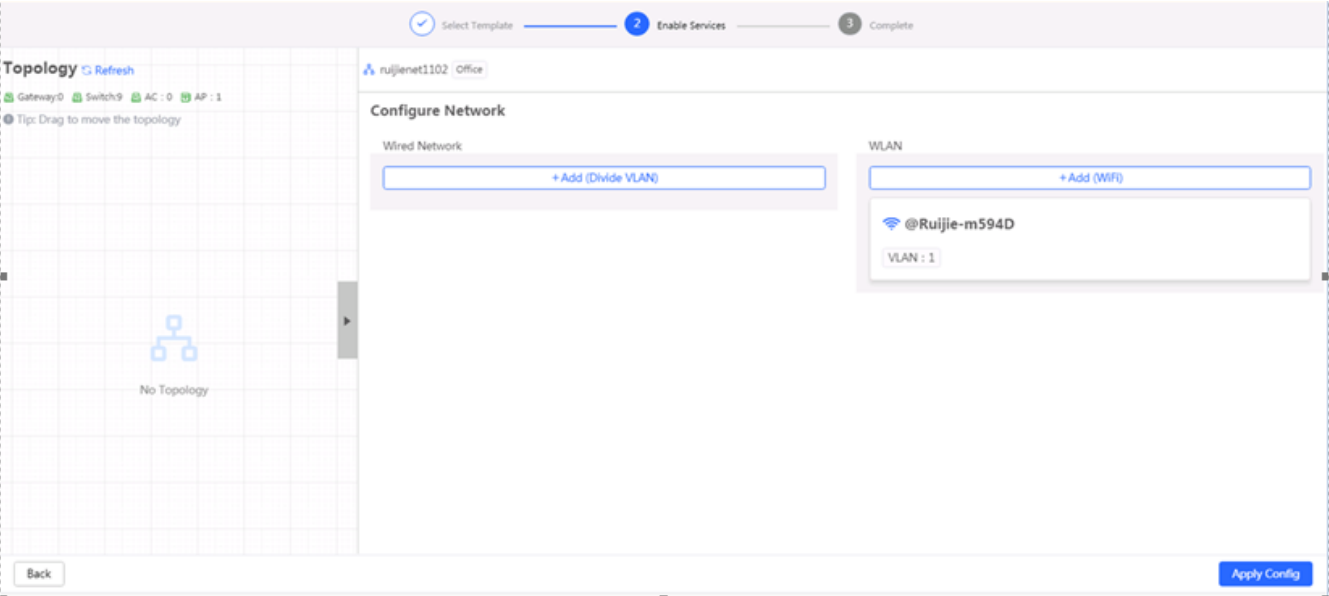 Select Template
2
Enable Services
3
Complete
Topology Refresh
Gateway:0 Switch:9 AC : 0 AP : 1
Tip: Drag to move the topology
No Topology
ruijienet1102 Office
Configure Network
Wired Network
+Add (Divide VLAN)
WLAN
+Add (WiFi)
@Ruijie-m594D
VLAN : 1
Back
Apply Config